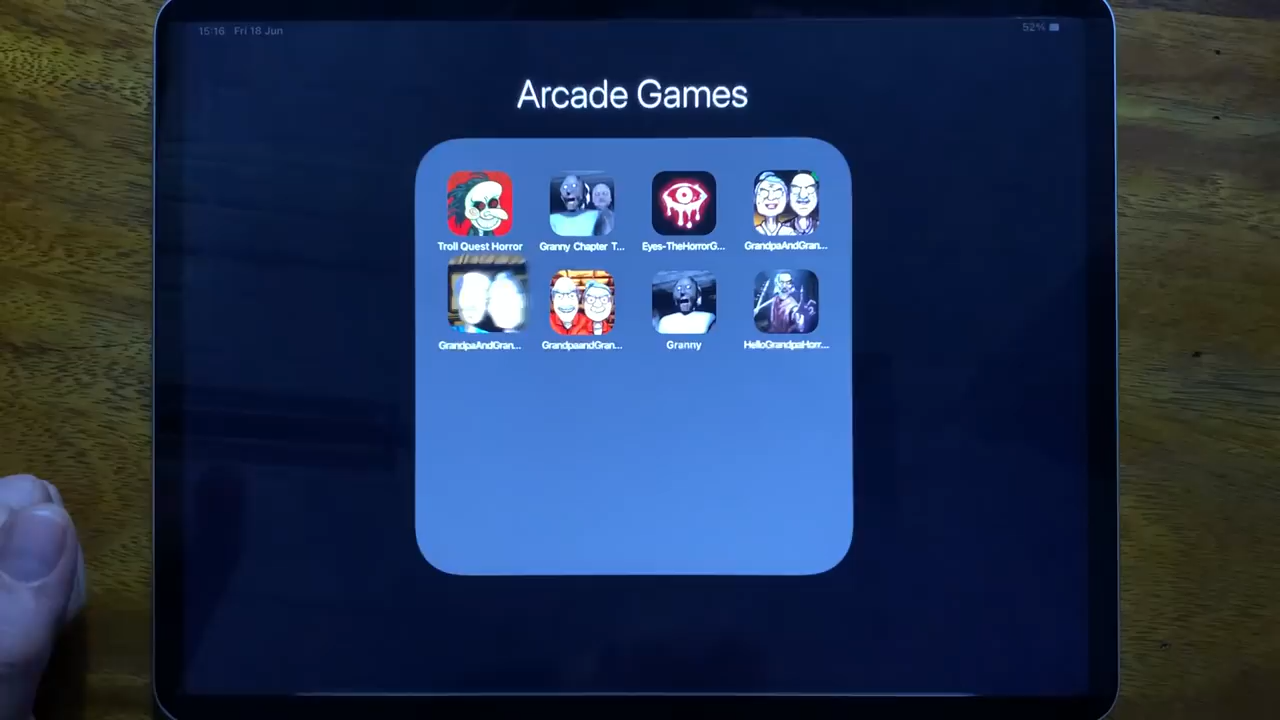 15:16 Fri 18 Jun
52%
Arcade Games
Troll Quest Horror
Granny Chapter T...
Eyes-TheHorrorG...
GrandpaAndGran...
GrandpaAndGran...
GrandpaandGran...
Granny
HelloGrandpaHorr...